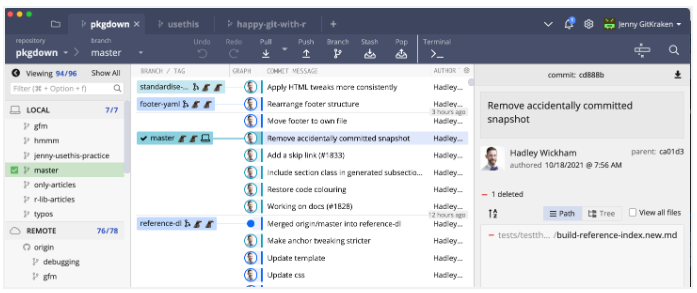 pkgdown ×
usethis
happy-git-with-r
+
Jenny GitKraken
repository
pkgdown
branch
master
Undo
Redo
Pull
Push
Branch
Stash
Pop
Terminal
Viewing 94/96 Show All
Filter (⌘ + Option + f)
LOCAL 7/7
gfm
hmmm
jenny-usethis-practice
master
only-articles
r-lib-articles
typos
REMOTE 76/78
origin
debugging
gfm
BRANCH / TAG GRAPH COMMIT MESSAGE AUTHOR
standardise-... Apply HTML tweaks more consistently Hadley...
footer-yaml Rearrange footer structure Hadley...
3 hours ago
Move footer to own file Hadley...
master Remove accidentally committed snapshot Hadley...
Add a skip link (#1833) Hadley...
Include section class in generated subsectio... Hadley...
Restore code colouring Hadley...
Working on docs (#1828) Hadley...
12 hours ago
reference-dl Merged origin/master into reference-dl Hadley...
Make anchor tweaking stricter Hadley...
Update template Hadley...
Update css Hadley...
commit: cd888b
Remove accidentally committed
snapshot
Hadley Wickham parent: ca01d3
authored 10/18/2021 @ 7:56 AM
1 deleted
Path Tree View all files
tests/testth... /build-reference-index.new.md